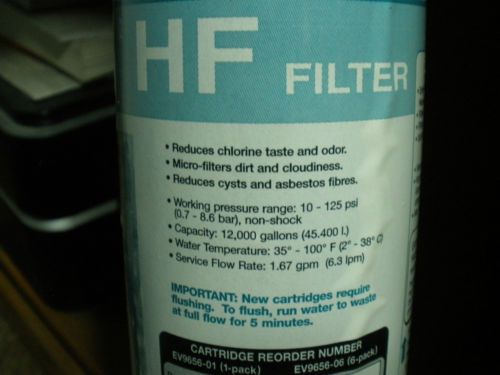 HF FILTER
• Reduces chlorine taste and odor.
• Micro-filters dirt and cloudiness.
• Reduces cysts and asbestos fibres.
• Working pressure range: 10 - 125 psi
(0.7 - 8.6 bar), non-shock
• Capacity: 12,000 gallons (45.400 l.)
• Water Temperature: 35° - 100° F (2° - 38° C)
• Service Flow Rate: 1.67 gpm (6.3 lpm)
IMPORTANT: New cartridges require
flushing. To flush, run water to waste
at full flow for 5 minutes.
CARTRIDGE REORDER NUMBER
EV9656-01 (1-pack) EV9656-06 (6-pack)